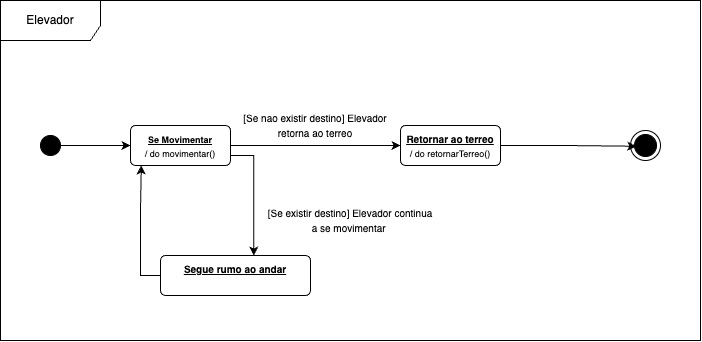 Elevador
[Se nao existir destino] Elevador
retorna ao terreo
Se Movimentar
/ do movimentar()
Retornar ao terreo
/ do retornarTerreo()
[Se existir destino] Elevador continua
a se movimentar
Segue rumo ao andar